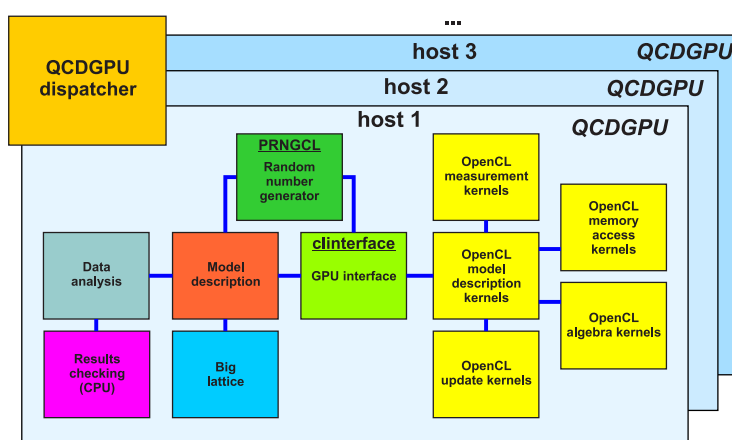 ...
QCDGPU
dispatcher
host 3
QCDGPU
host 2
QCDGPU
host 1
QCDGPU
PRNGCL
Random
number
generator
OpenCL
measurement
kernels
OpenCL
memory
access
kernels
Data
analysis
Model
description
clinterface
GPU interface
OpenCL
model
description
kernels
OpenCL
algebra kernels
Results
checking
(CPU)
Big
lattice
OpenCL
update kernels